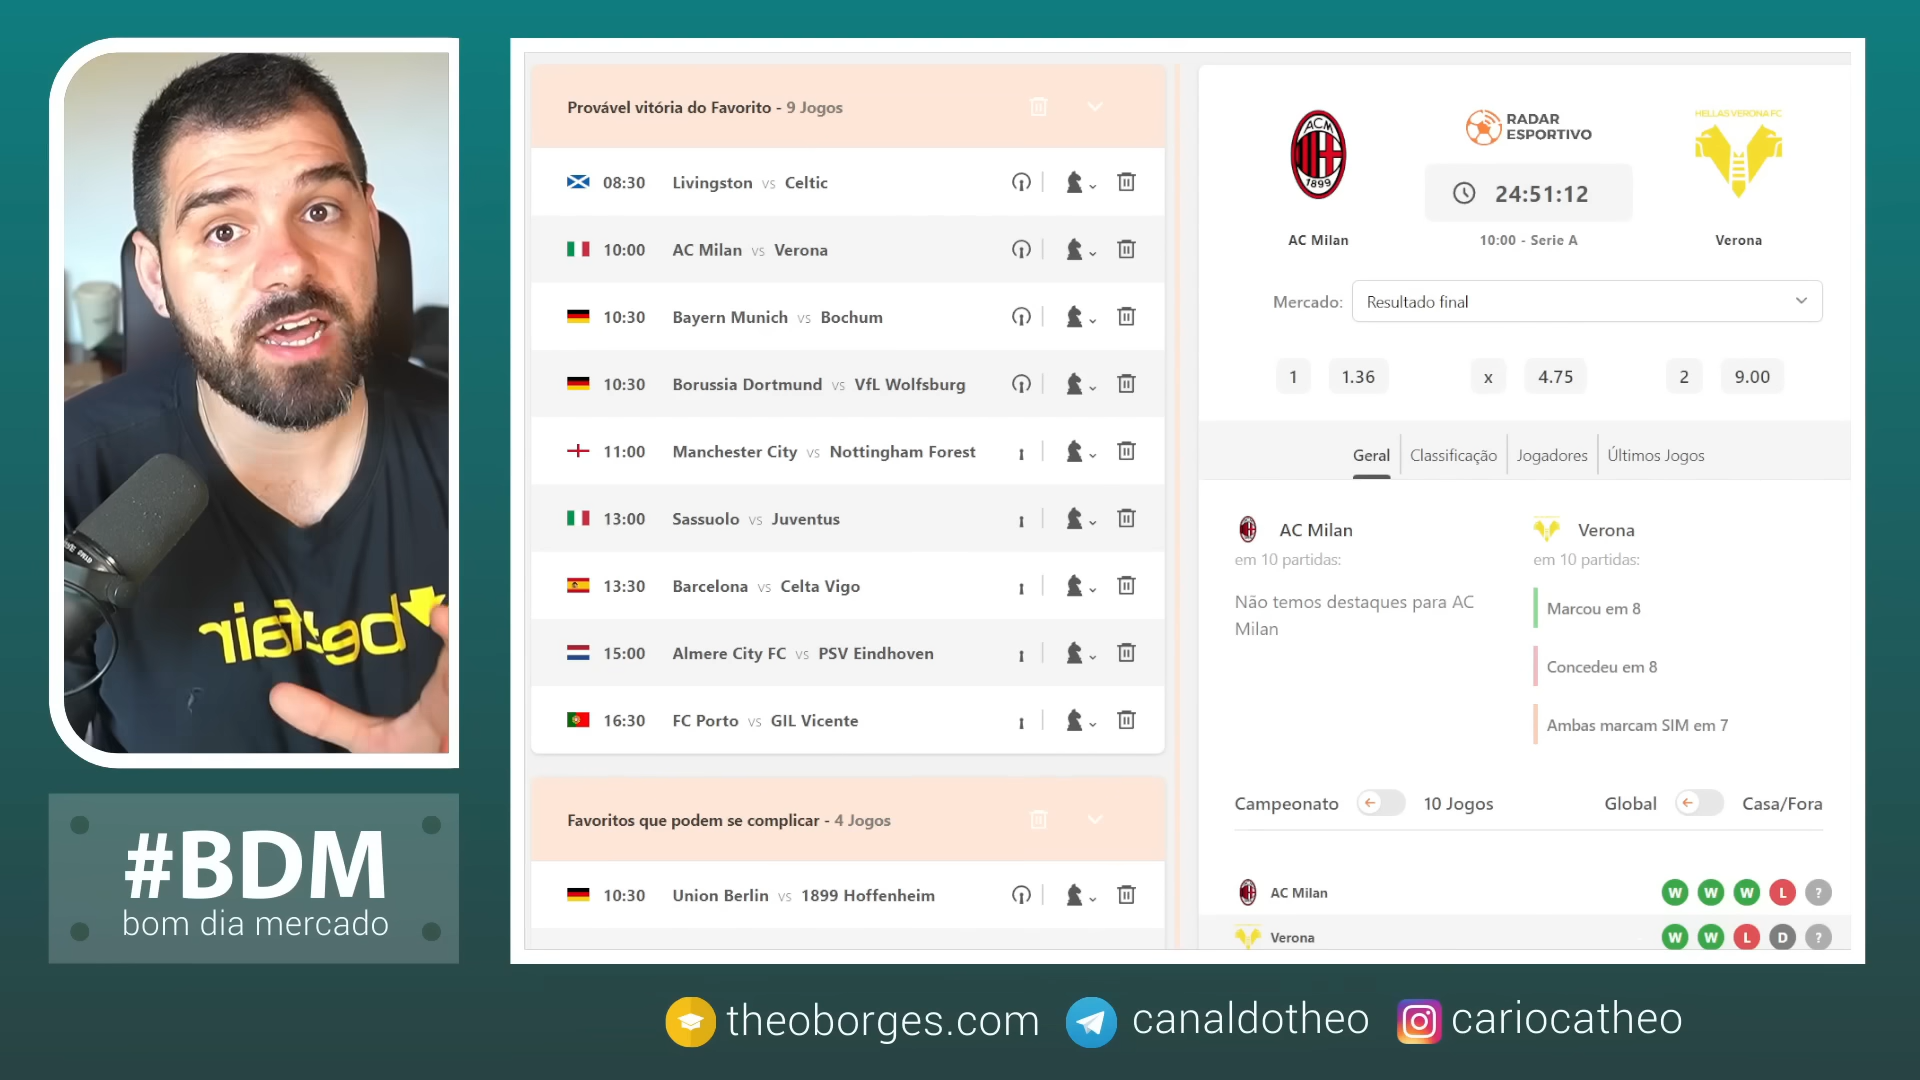 betfair
#BDM
bom dia mercado
Provável vitória do Favorito - 9 Jogos
08:30 Livingston vs Celtic
10:00 AC Milan vs Verona
10:30 Bayern Munich vs Bochum
10:30 Borussia Dortmund vs VfL Wolfsburg
11:00 Manchester City vs Nottingham Forest
13:00 Sassuolo vs Juventus
13:30 Barcelona vs Celta Vigo
15:00 Almere City FC vs PSV Eindhoven
16:30 FC Porto vs GIL Vicente
Favoritos que podem se complicar - 4 Jogos
10:30 Union Berlin vs 1899 Hoffenheim
ACM
1899
RADAR
ESPORTIVO
HELLAS VERONA FC
24:51:12
AC Milan
10:00 - Serie A
Verona
Mercado: Resultado final
1 1.36 x 4.75 2 9.00
Geral Classificação Jogadores Últimos Jogos
AC Milan
em 10 partidas:
Não temos destaques para AC
Milan
Verona
em 10 partidas:
Marcou em 8
Concedeu em 8
Ambas marcam SIM em 7
Campeonato 10 Jogos Global Casa/Fora
AC Milan W W W L ?
Verona W W L D ?
theoborges.com canaldotheo cariocatheo